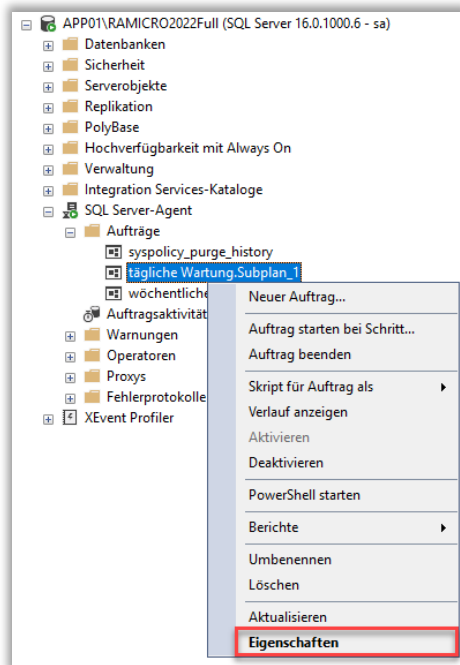 APP01\RAMICRO2022Full (SQL Server 16.0.1000.6 - sa)
Datenbanken
Sicherheit
Serverobjekte
Replikation
PolyBase
Hochverfügbarkeit mit Always On
Verwaltung
Integration Services-Kataloge
SQL Server-Agent
Aufträge
syspolicy_purge_history
tägliche Wartung.Subplan_1
wöchentliche
Auftragsaktivität
Warnungen
Operatoren
Proxys
Fehlerprotokolle
XEvent Profiler
Neuer Auftrag...
Auftrag starten bei Schritt...
Auftrag beenden
Skript für Auftrag als
Verlauf anzeigen
Aktivieren
Deaktivieren
PowerShell starten
Berichte
Umbenennen
Löschen
Aktualisieren
Eigenschaften